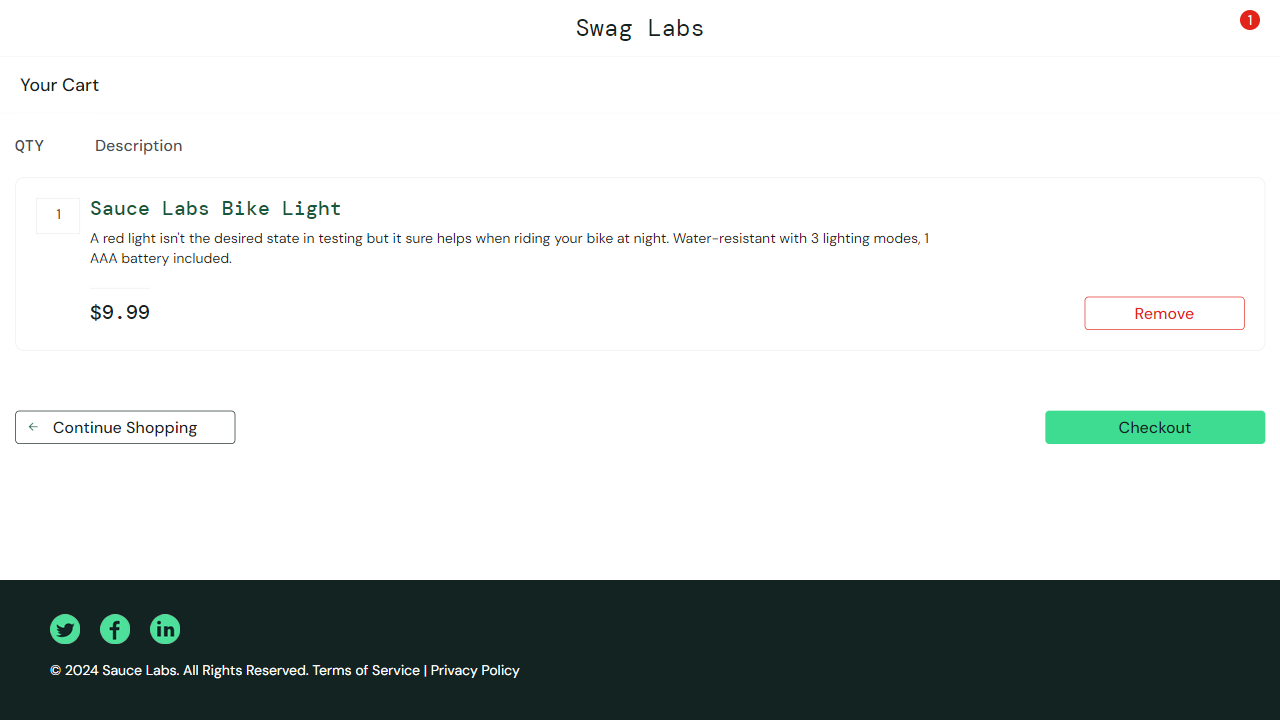 Swag Labs
1
Your Cart
QTY Description
1
Sauce Labs Bike Light
A red light isn't the desired state in testing but it sure helps when riding your bike at night. Water-resistant with 3 lighting modes, 1
AAA battery included.
$9.99
Remove
Continue Shopping
Checkout
© 2024 Sauce Labs. All Rights Reserved. Terms of Service | Privacy Policy